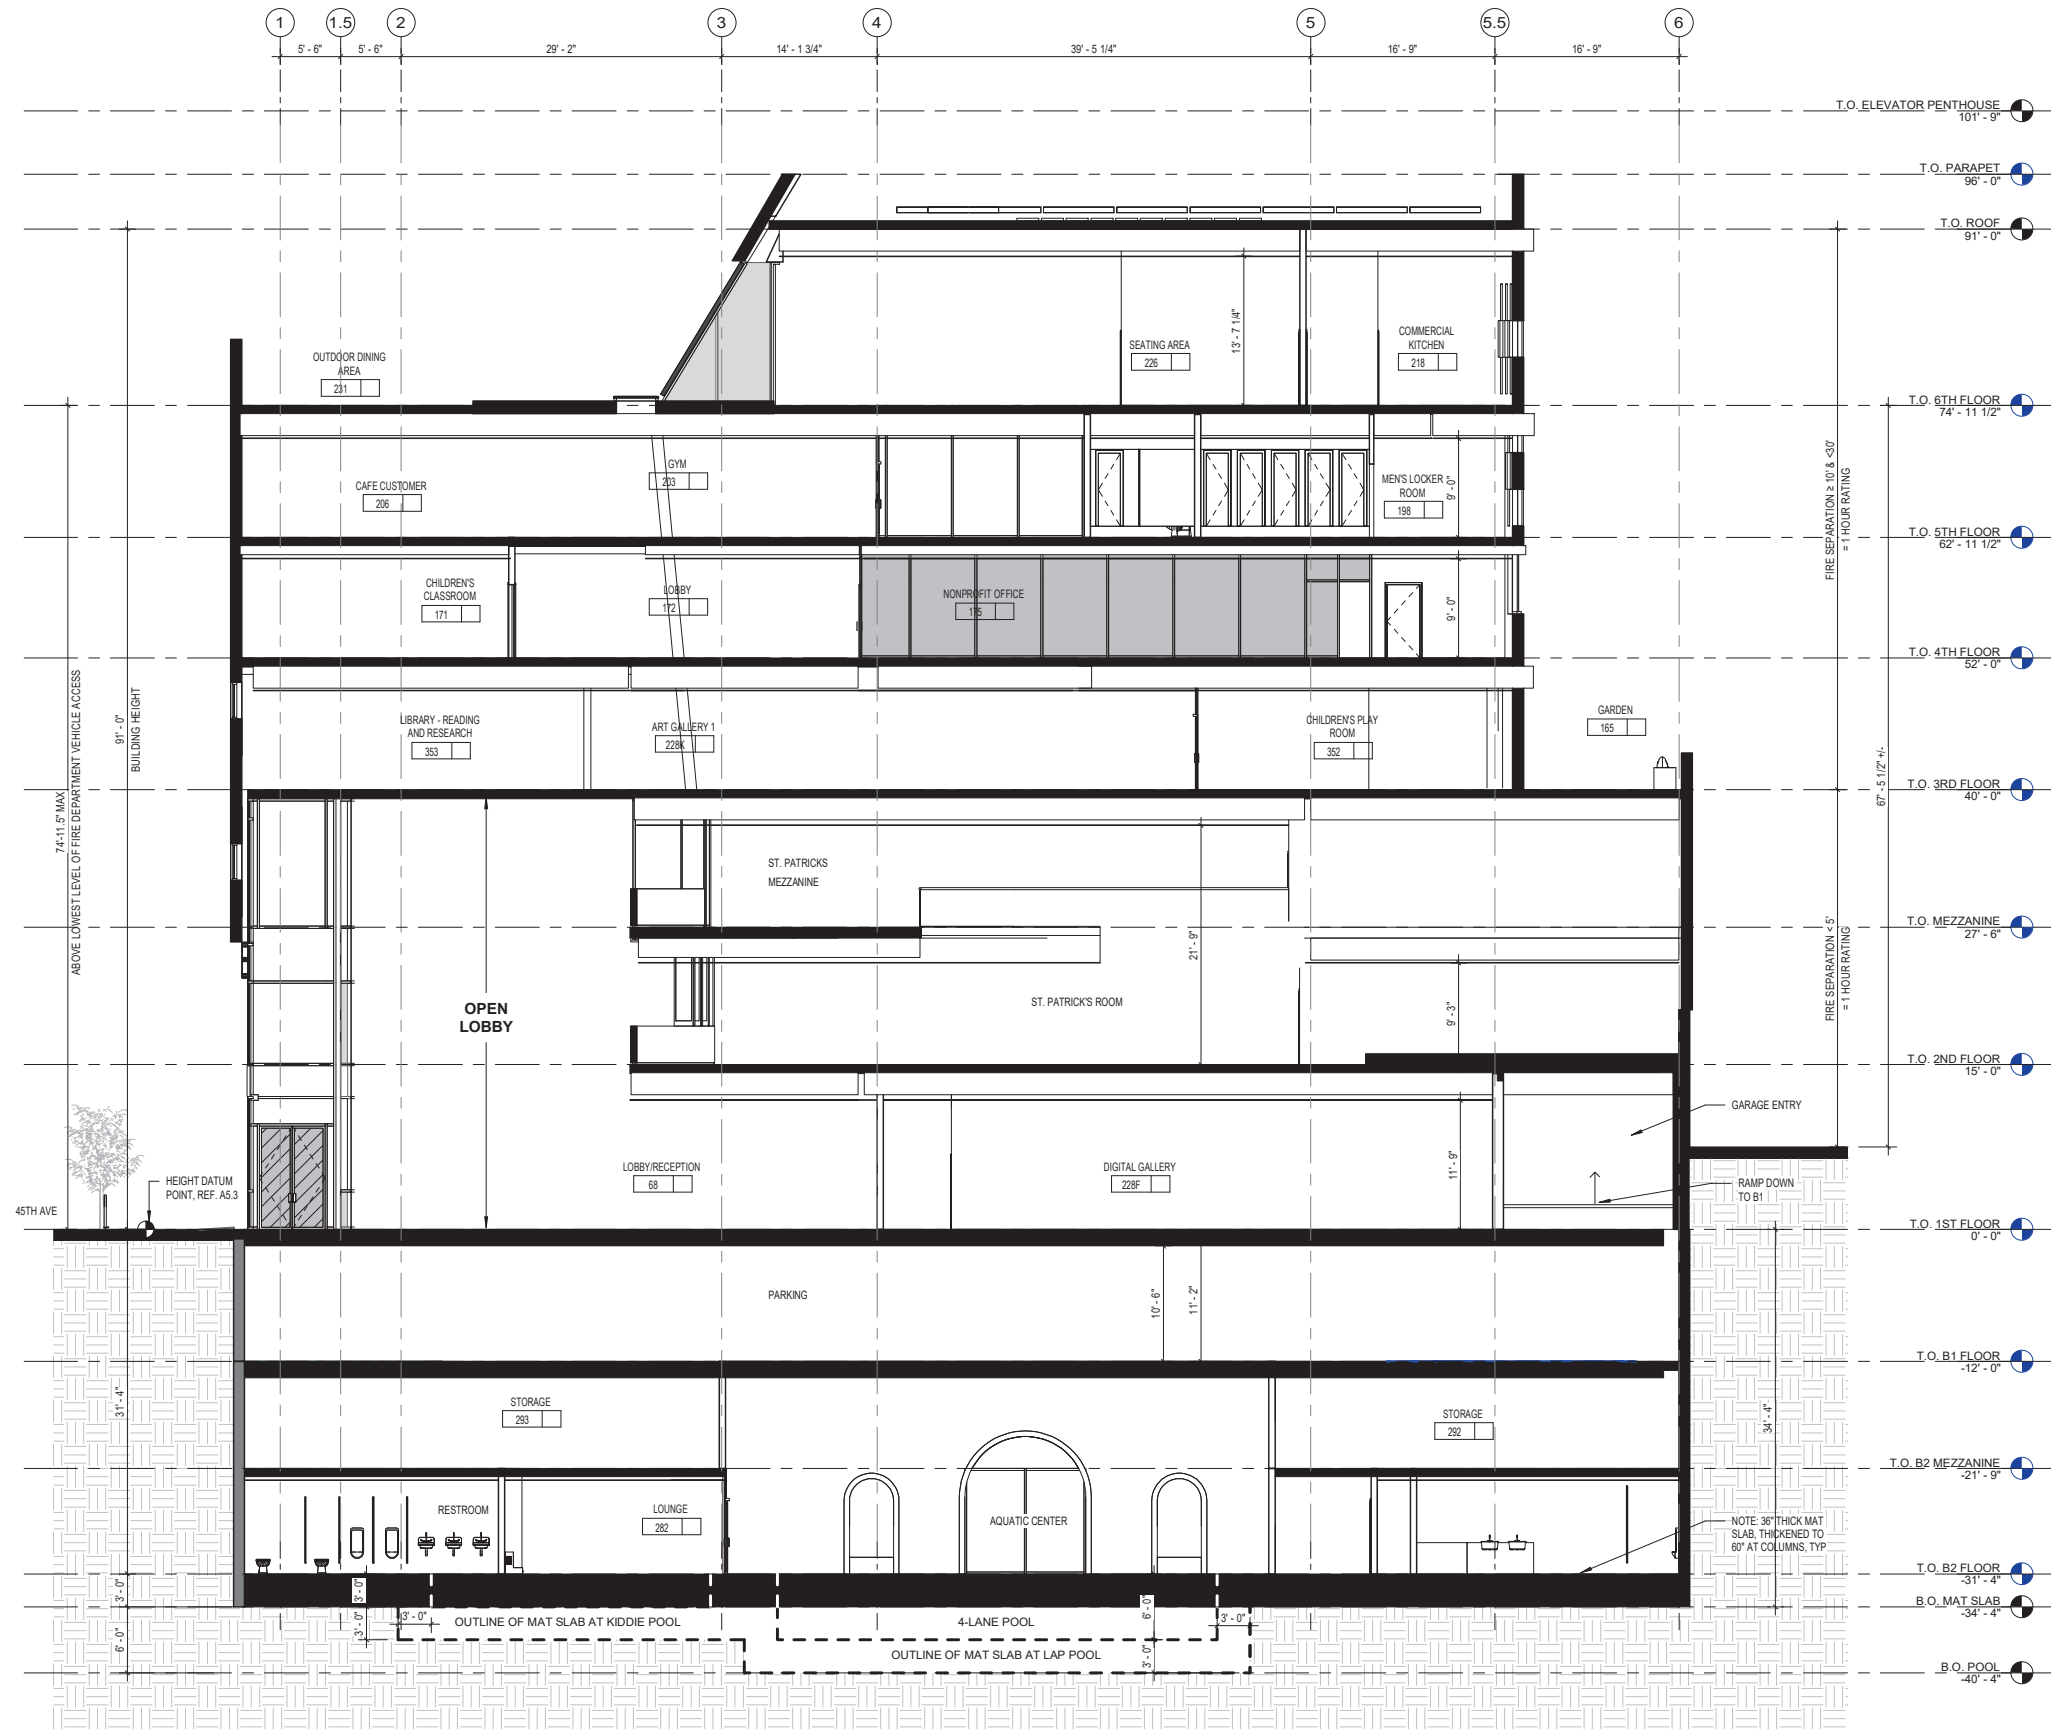 1
1.5
2
3
4
5
5.5
6
5' - 6"
5' - 6"
29' - 2"
14' - 1 3/4"
39' - 5 1/4"
16' - 9"
16' - 9"
T.O. ELEVATOR PENTHOUSE
101' - 9"
T.O. PARAPET
96' - 0"
T.O. ROOF
91' - 0"
OUTDOOR DINING
AREA
231
SEATING AREA
226
13' - 7 1/4"
COMMERCIAL
KITCHEN
218
T.O. 6TH FLOOR
74' - 11 1/2"
GYM
203
CAFE CUSTOMER
206
MEN'S LOCKER
ROOM
198
9' - 0"
T.O. 5TH FLOOR
62' - 11 1/2"
FIRE SEPARATION ≥ 10' & <30'
= 1 HOUR RATING
CHILDREN'S
CLASSROOM
171
LOBBY
172
NONPROFIT OFFICE
175
9' - 0"
T.O. 4TH FLOOR
52' - 0"
LIBRARY - READING
AND RESEARCH
353
ART GALLERY 1
228K
CHILDREN'S PLAY
ROOM
352
GARDEN
165
T.O. 3RD FLOOR
40' - 0"
67' - 5 1/2" +/-
74'-11.5" MAX
ABOVE LOWEST LEVEL OF FIRE DEPARTMENT VEHICLE ACCESS
91' - 0"
BUILDING HEIGHT
ST. PATRICKS
MEZZANINE
T.O. MEZZANINE
27' - 6"
21' - 9"
OPEN
LOBBY
ST. PATRICK'S ROOM
9' - 3"
FIRE SEPARATION < 5'
= 1 HOUR RATING
T.O. 2ND FLOOR
15' - 0"
GARAGE ENTRY
LOBBY/RECEPTION
68
DIGITAL GALLERY
228F
11' - 9"
RAMP DOWN
TO B1
HEIGHT DATUM
POINT, REF. A5.3
45TH AVE
T.O. 1ST FLOOR
0' - 0"
PARKING
10' - 6"
11' - 2"
T.O. B1 FLOOR
-12' - 0"
31' - 4"
STORAGE
293
STORAGE
292
34' - 4"
T.O. B2 MEZZANINE
-21' - 9"
RESTROOM
LOUNGE
282
AQUATIC CENTER
NOTE: 36" THICK MAT
SLAB, THICKENED TO
60" AT COLUMNS, TYP
T.O. B2 FLOOR
-31' - 4"
3' - 0"
3' - 0"
B.O. MAT SLAB
-34' - 4"
6' - 0"
3' - 0"
3' - 0"
OUTLINE OF MAT SLAB AT KIDDIE POOL
4-LANE POOL
6' - 0"
3' - 0"
OUTLINE OF MAT SLAB AT LAP POOL
3' - 0"
B.O. POOL
-40' - 4"